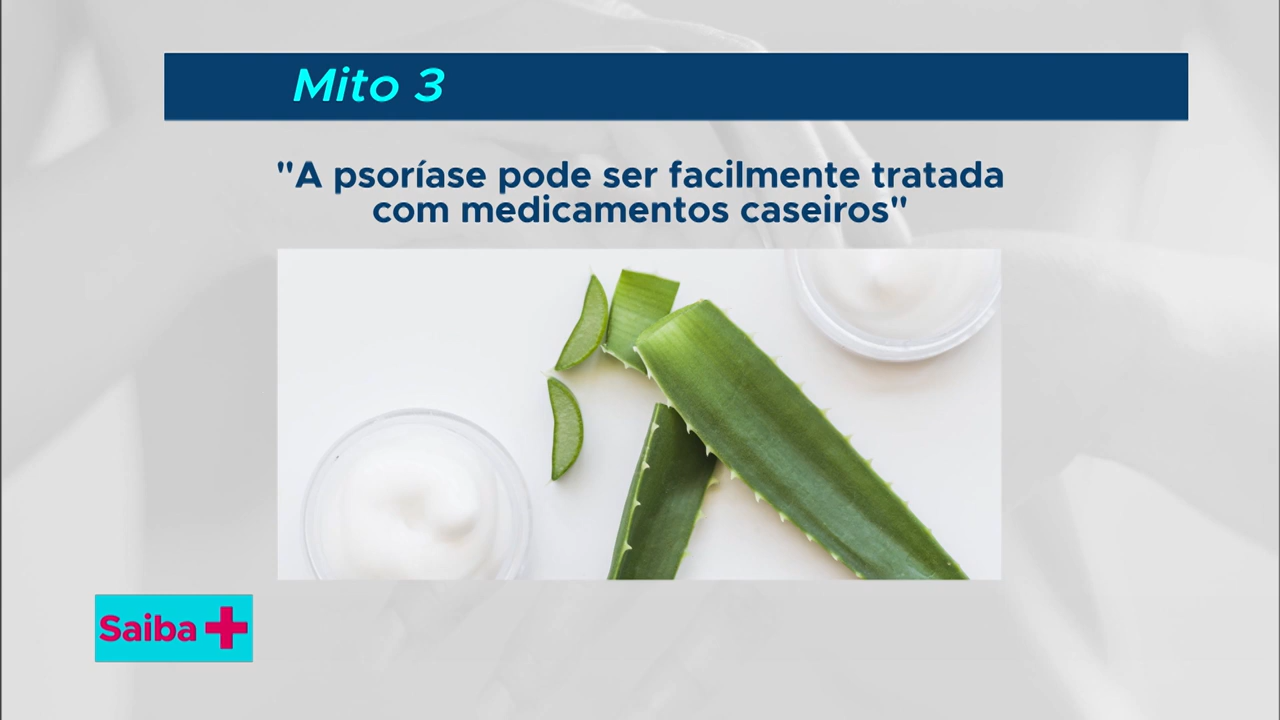 Mito 3
"A psoríase pode ser facilmente tratada
com medicamentos caseiros"
Saiba+